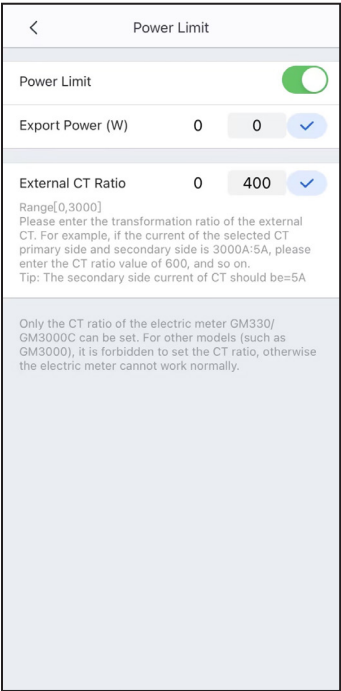 Power Limit
Power Limit
Export Power (W) 0 0
External CT Ratio 0 400
Range[0,3000]
Please enter the transformation ratio of the external
CT. For example, if the current of the selected CT
primary side and secondary side is 3000A:5A, please
enter the CT ratio value of 600, and so on.
Tip: The secondary side current of CT should be=5A
Only the CT ratio of the electric meter GM330/
GM3000C can be set. For other models (such as
GM3000), it is forbidden to set the CT ratio, otherwise
the electric meter cannot work normally.